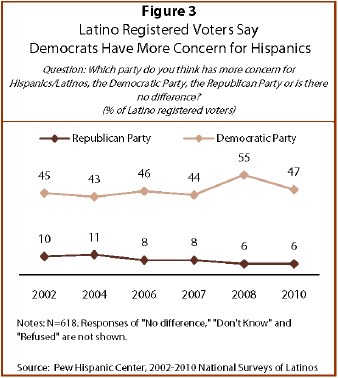 Figure 3
Latino Registered Voters Say
Democrats Have More Concern for Hispanics
Question: Which party do you think has more concern for
Hispanics/Latinos, the Democratic Party, the Republican Party or is there
no difference?
(% of Latino registered voters)
Republican Party Democratic Party
45 43 46 44 55 47
10 11 8 8 6 6
2002 2004 2006 2007 2008 2010
Notes: N=618. Responses of "No difference," "Don't Know" and
"Refused" are not shown.
Source: Pew Hispanic Center, 2002-2010 National Surveys of Latinos